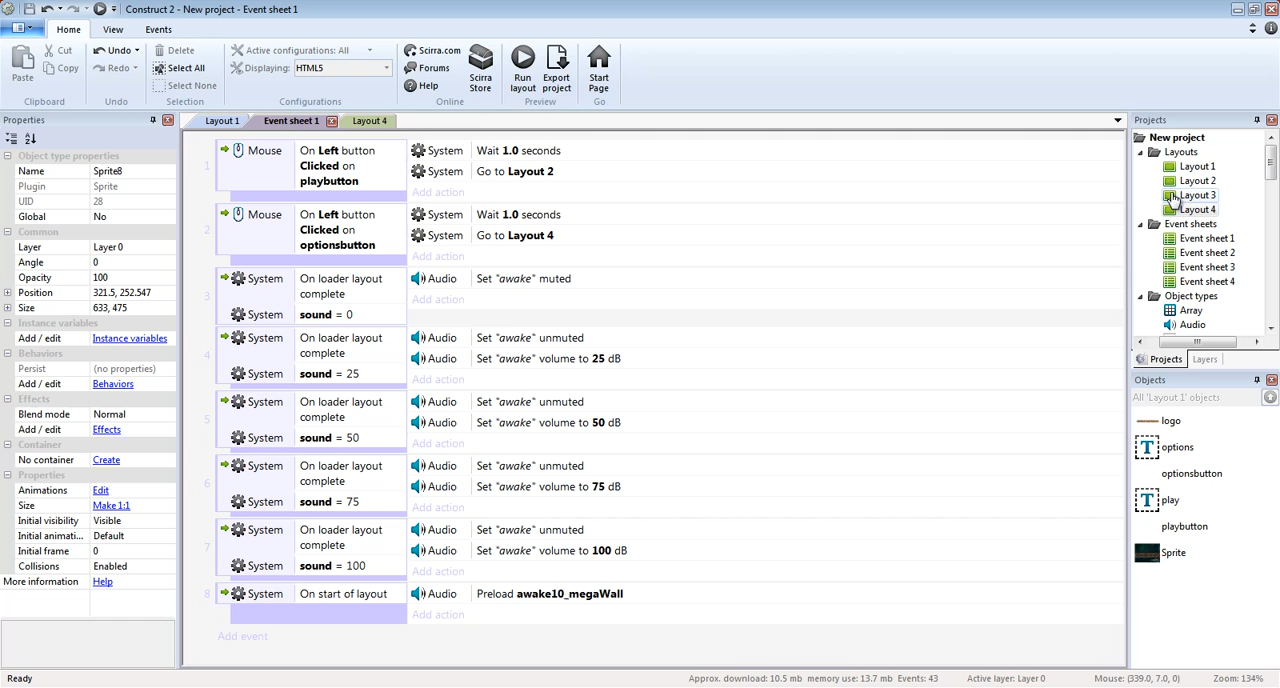 Construct 2 - New project - Event sheet 1
Home View Events
Paste
Cut
Copy
Clipboard
Undo
Redo
Undo
Delete
Select All
Select None
Selection
Active configurations: All
Displaying: HTML5
Configurations
Scirra.com
Forums
Help
Scirra Store
Online
Run layout
Export project
Preview
Start Page
Go
Properties
Object type properties
Name Sprite8
Plugin Sprite
UID 28
Global No
Common
Layer Layer 0
Angle 0
Opacity 100
Position 321.5, 252.547
Size 633, 475
Instance variables
Add / edit Instance variables
Behaviors
Persist (no properties)
Add / edit Behaviors
Effects
Blend mode Normal
Add / edit Effects
Container
No container Create
Properties
Animations Edit
Size Make 1:1
Initial visibility Visible
Initial animati... Default
Initial frame 0
Collisions Enabled
More information Help
Layout 1 Event sheet 1 Layout 4
1 Mouse On Left button Clicked on playbutton
System Wait 1.0 seconds
System Go to Layout 2
Add action
2 Mouse On Left button Clicked on optionsbutton
System Wait 1.0 seconds
System Go to Layout 4
Add action
3 System On loader layout complete
System sound = 0
Audio Set "awake" muted
Add action
4 System On loader layout complete
System sound = 25
Audio Set "awake" unmuted
Audio Set "awake" volume to 25 dB
Add action
5 System On loader layout complete
System sound = 50
Audio Set "awake" unmuted
Audio Set "awake" volume to 50 dB
Add action
6 System On loader layout complete
System sound = 75
Audio Set "awake" unmuted
Audio Set "awake" volume to 75 dB
Add action
7 System On loader layout complete
System sound = 100
Audio Set "awake" unmuted
Audio Set "awake" volume to 100 dB
Add action
8 System On start of layout
Audio Preload awake10_megaWall
Add action
Add event
Projects
New project
Layouts
Layout 1
Layout 2
Layout 3
Layout 4
Event sheets
Event sheet 1
Event sheet 2
Event sheet 3
Event sheet 4
Object types
Array
Audio
Projects Layers
Objects
All 'Layout 1' objects
logo
T options
optionsbutton
T play
playbutton
Sprite
Ready
Approx. download: 10.5 mb memory use: 13.7 mb Events: 43 Active layer: Layer 0 Mouse: (339.0, 7.0, 0) Zoom: 134%